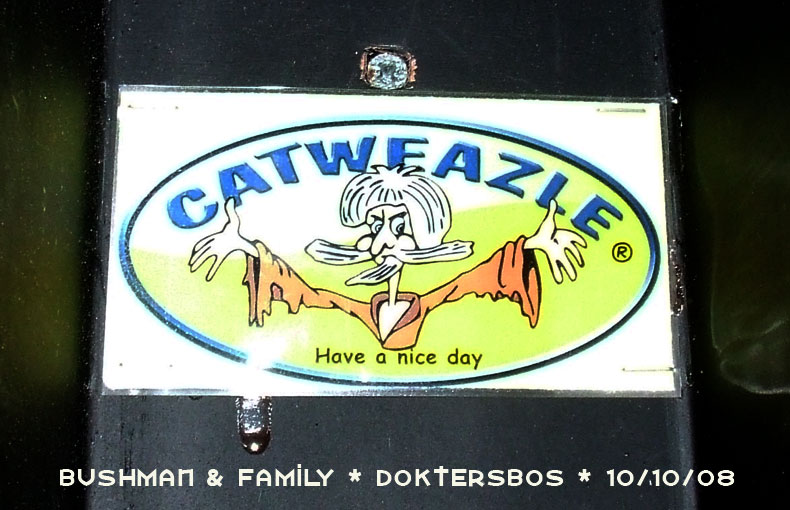 CATWEAZLE
®
Have a nice day
BUSHMAN & FAMILY * DOKTERSBOS * 10/10/08